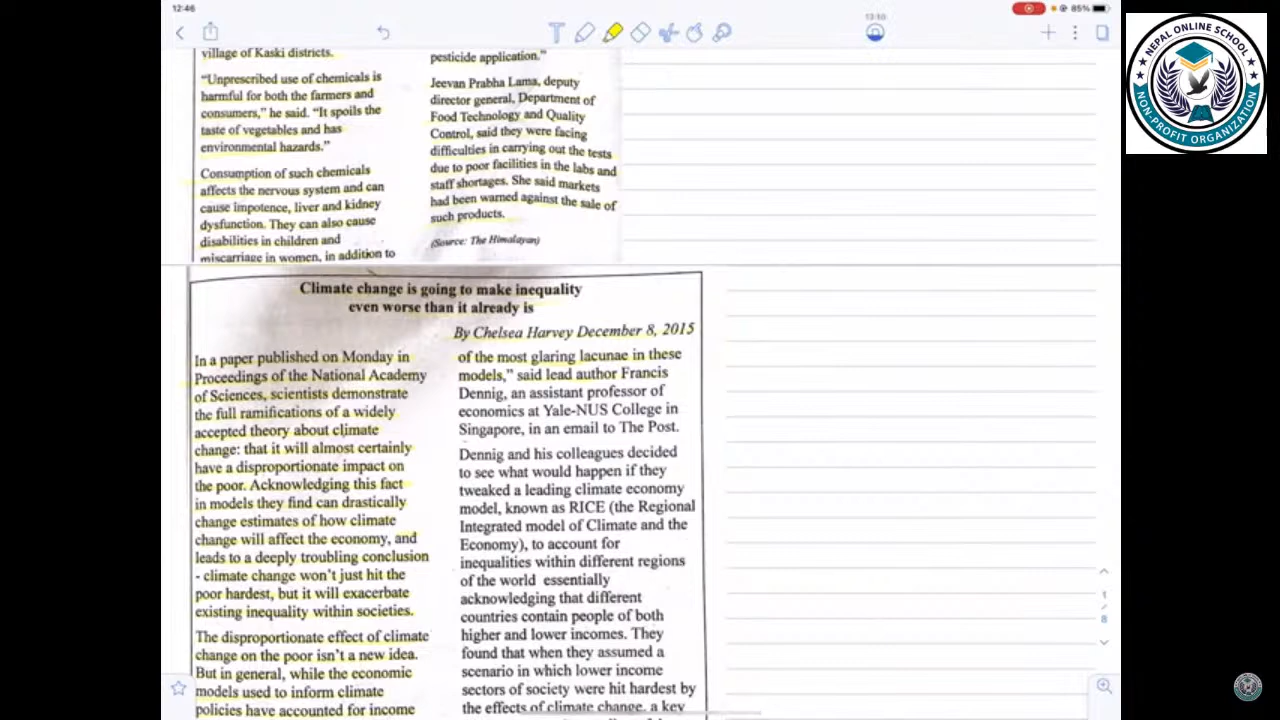 12:46
85%
13:10
village of Kaski districts.
"Unprescribed use of chemicals is
harmful for both the farmers and
consumers," he said. "It spoils the
taste of vegetables and has
environmental hazards."
Consumption of such chemicals
affects the nervous system and can
cause impotence, liver and kidney
dysfunction. They can also cause
disabilities in children and
miscarriage in women, in addition to
pesticide application."
Jeevan Prabha Lama, deputy
director general, Department of
Food Technology and Quality
Control, said they were facing
difficulties in carrying out the tests
due to poor facilities in the labs and
staff shortages. She said markets
had been warned against the sale of
such products.
(Source: The Himalayan)
Climate change is going to make inequality
even worse than it already is
By Chelsea Harvey December 8, 2015
In a paper published on Monday in
Proceedings of the National Academy
of Sciences, scientists demonstrate
the full ramifications of a widely
accepted theory about climate
change: that it will almost certainly
have a disproportionate impact on
the poor. Acknowledging this fact
in models they find can drastically
change estimates of how climate
change will affect the economy, and
leads to a deeply troubling conclusion
- climate change won't just hit the
poor hardest, but it will exacerbate
existing inequality within societies.
The disproportionate effect of climate
change on the poor isn't a new idea.
But in general, while the economic
models used to inform climate
policies have accounted for income
of the most glaring lacunae in these
models," said lead author Francis
Dennig, an assistant professor of
economics at Yale-NUS College in
Singapore, in an email to The Post.
Dennig and his colleagues decided
to see what would happen if they
tweaked a leading climate economy
model, known as RICE (the Regional
Integrated model of Climate and the
Economy), to account for
inequalities within different regions
of the world essentially
acknowledging that different
countries contain people of both
higher and lower incomes. They
found that when they assumed a
scenario in which lower income
sectors of society were hit hardest by
the effects of climate change, a key
1
/
8
NEPAL ONLINE SCHOOL
NON-PROFIT ORGANIZATION